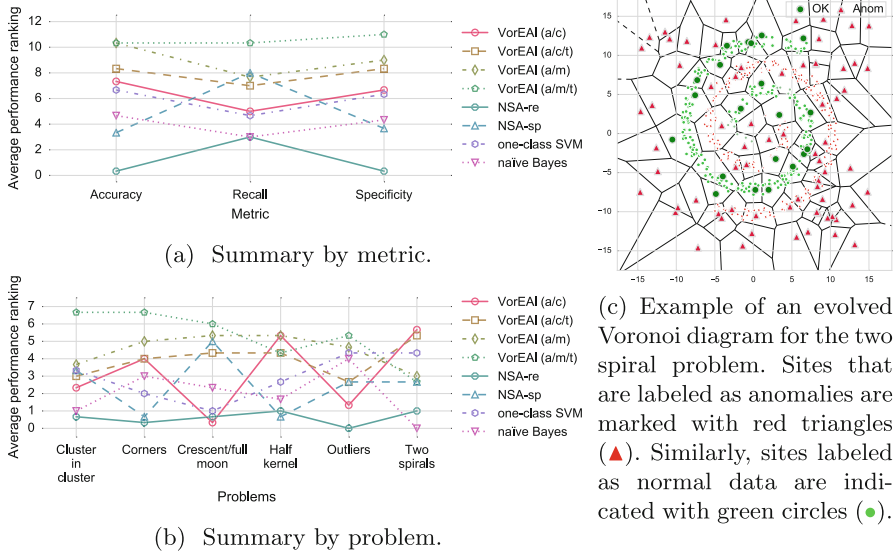 Average performance ranking
14
12
10
8
6
4
2
0
Accuracy
Recall
Specificity
Metric
VorEAl (a/c)
VorEAl (a/c/t)
VorEAl (a/m)
VorEAl (a/m/t)
NSA-re
NSA-sp
one-class SVM
naïve Bayes
(a) Summary by metric.
Average performance ranking
7
6
5
4
3
2
1
0
Cluster in cluster
Corners
Crescent/full moon
Half kernel
Outliers
Two spirals
Problems
VorEAl (a/c)
VorEAl (a/c/t)
VorEAl (a/m)
VorEAl (a/m/t)
NSA-re
NSA-sp
one-class SVM
naïve Bayes
(b) Summary by problem.
OK Anom
15
10
5
0
−5
−10
−15
−15 −10 −5 0 5 10 15
(c) Example of an evolved
Voronoi diagram for the two
spiral problem. Sites that
are labeled as anomalies are
marked with red triangles
(▲). Similarly, sites labeled
as normal data are indi-
cated with green circles (●).